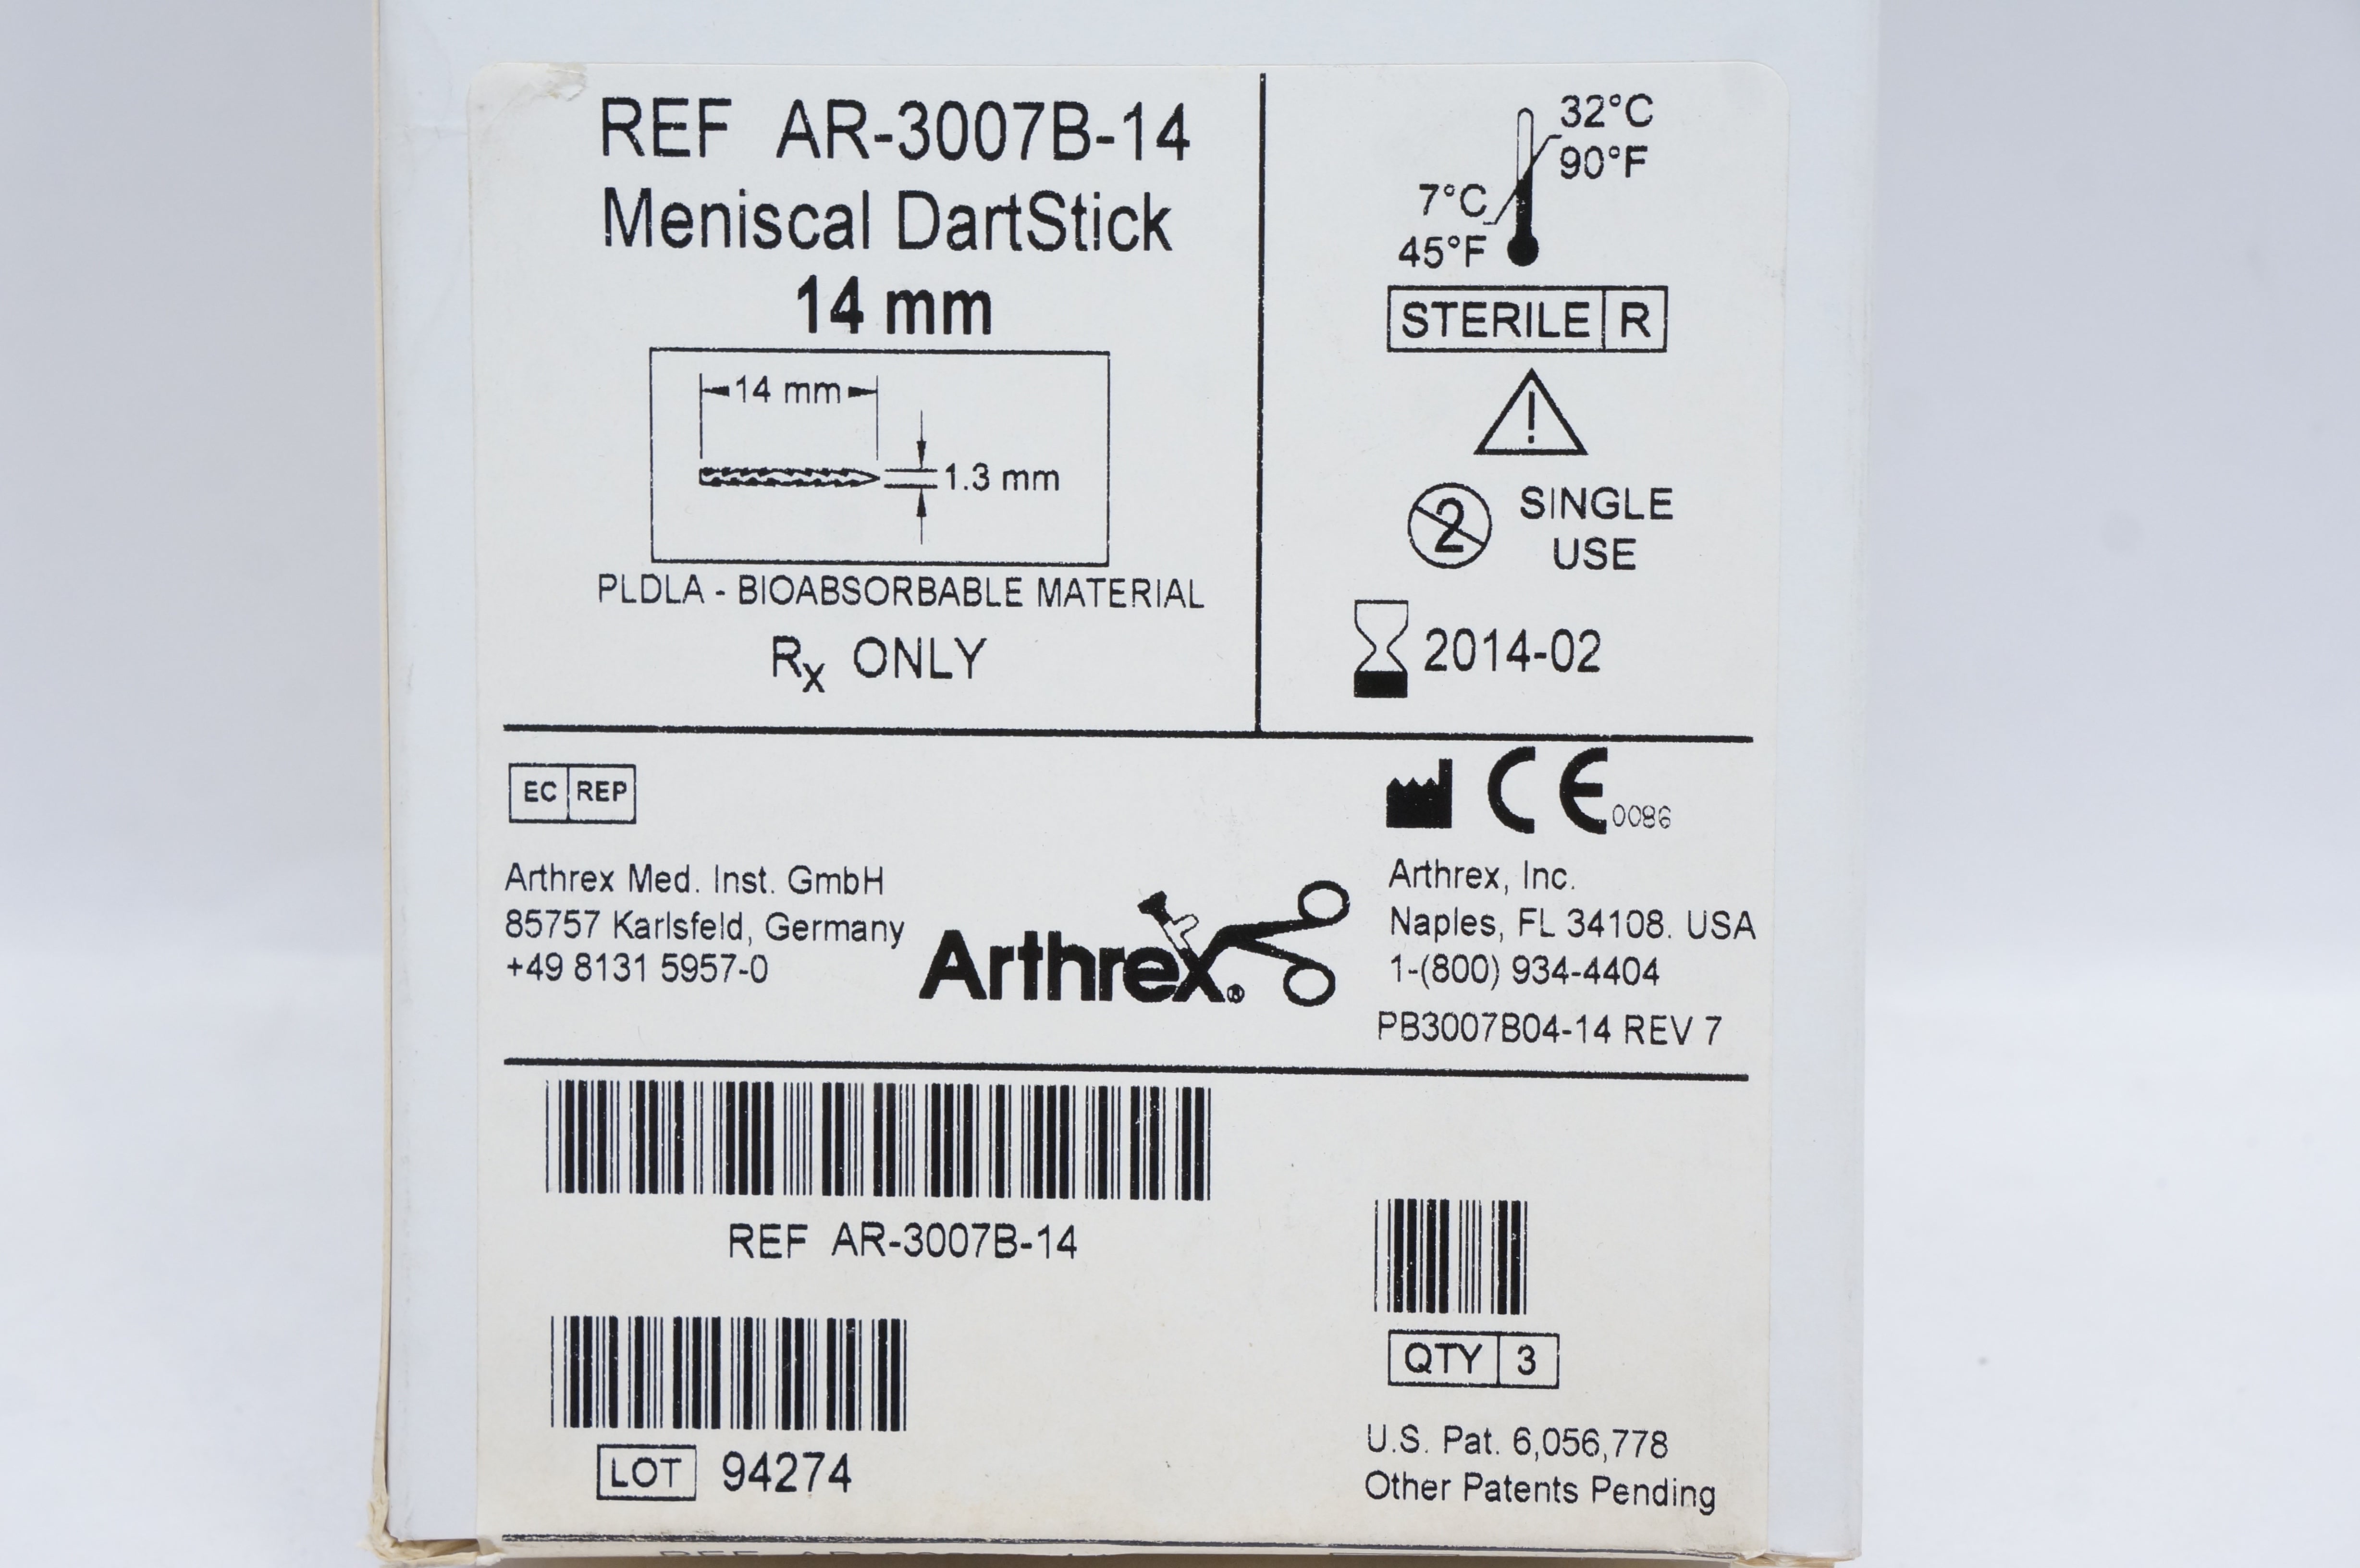 REF AR-3007B-14
Meniscal DartStick
14 mm
14 mm
1.3 mm
PLDLA - BIOABSORBABLE MATERIAL
Rx ONLY
32°C
90°F
7°C
45°F
STERILE R
2 SINGLE
USE
2014-02
EC REP
Arthrex Med. Inst. GmbH
85757 Karlsfeld, Germany
+49 8131 5957-0
Arthrex®
CE 0086
Arthrex, Inc.
Naples, FL 34108. USA
1-(800) 934-4404
PB3007B04-14 REV 7
REF AR-3007B-14
LOT 94274
QTY 3
U.S. Pat. 6,056,778
Other Patents Pending